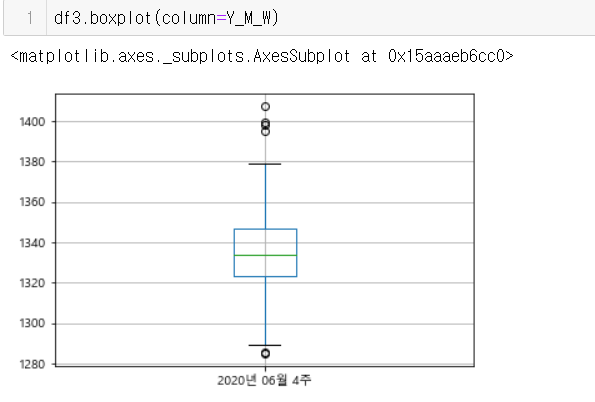 1 df3.boxplot(column=Y_M_W)
<matplotlib.axes._subplots.AxesSubplot at 0x15aaaeb6cc0>
1400
1380
1360
1340
1320
1300
1280
2020년 06월 4주